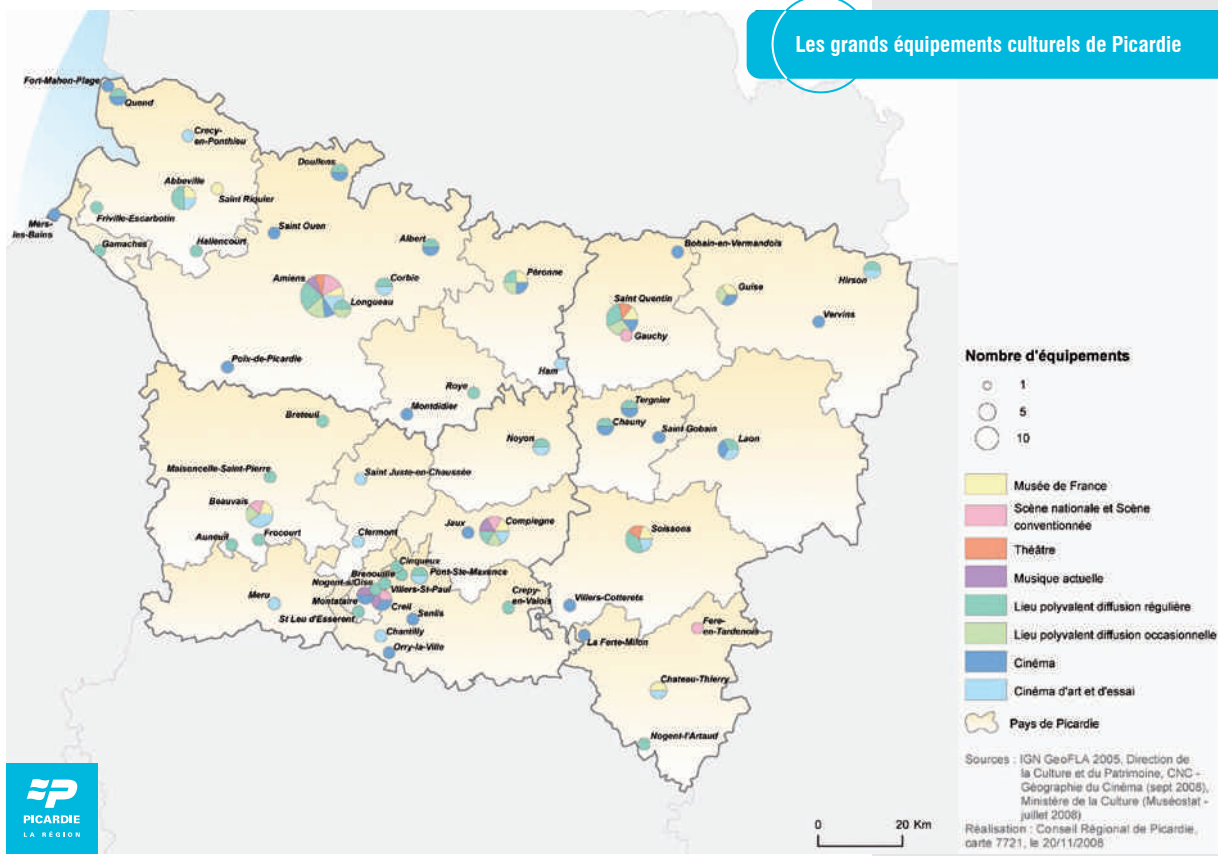 Les grands équipements culturels de Picardie
Fort-Mahon-Plage
Quend
Crecy-
en-Ponthieu
Doullens
Abbeville
Saint Riquier
Friville-Escarbotin
Mers-
les-Bains
Gamaches
Hallencourt
Saint Ouen
Albert
Bohain-en-Vermandois
Hirson
Amiens
Corbie
Longueau
Péronne
Saint Quentin
Guise
Gauchy
Vervins
Poix-de-Picardie
Ham
Roye
Montdidier
Breteuil
Tergnier
Chauny
Saint Gobain
Laon
Noyon
Maisoncelle-Saint-Pierre
Saint Juste-en-Chaussée
Beauvais
Auneuil
Frocourt
Clermont
Jaux
Compiegne
Soissons
Cinqueux
Brenouille
Pont-Ste-Maxence
Nogent-s/Oise
Villers-St-Paul
Montataire
Creil
St Leu d'Esserent
Senlis
Meru
Crepy-
en-Valois
Villers-Cotterets
Chantilly
Orry-la-Ville
La Ferte-Milon
Fere-
en-Tardenois
Chateau-Thierry
Nogent-l'Artaud
Nombre d'équipements
1
5
10
Musée de France
Scène nationale et Scène
conventionnée
Théâtre
Musique actuelle
Lieu polyvalent diffusion régulière
Lieu polyvalent diffusion occasionnelle
Cinéma
Cinéma d'art et d'essai
Pays de Picardie
Sources : IGN GeoFLA 2005, Direction de
la Culture et du Patrimoine, CNC -
Géographie du Cinéma (sept 2008),
Ministère de la Culture (Muséostat -
juillet 2008)
Réalisation : Conseil Régional de Picardie,
carte 7721, le 20/11/2008
0 20 Km
PICARDIE
LA RÉGION